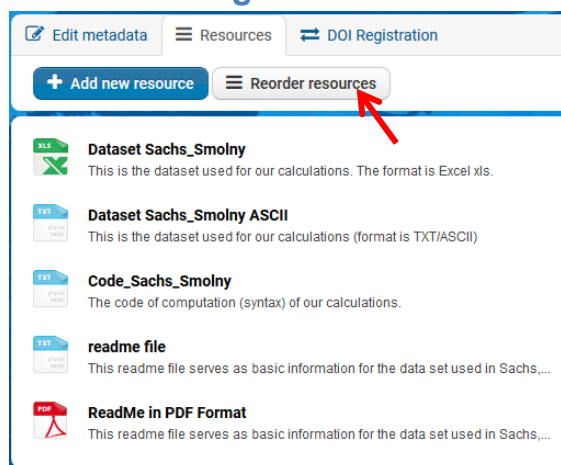 Edit metadata Resources DOI Registration
Add new resource Reorder resources
XLS
Dataset Sachs_Smolny
This is the dataset used for our calculations. The format is Excel xls.
TXT
Dataset Sachs_Smolny ASCII
This is the dataset used for our calculations (format is TXT/ASCII)
TXT
Code_Sachs_Smolny
The code of computation (syntax) of our calculations.
TXT
readme file
This readme file serves as basic information for the data set used in Sachs,...
PDF
ReadMe in PDF Format
This readme file serves as basic information for the data set used in Sachs,...